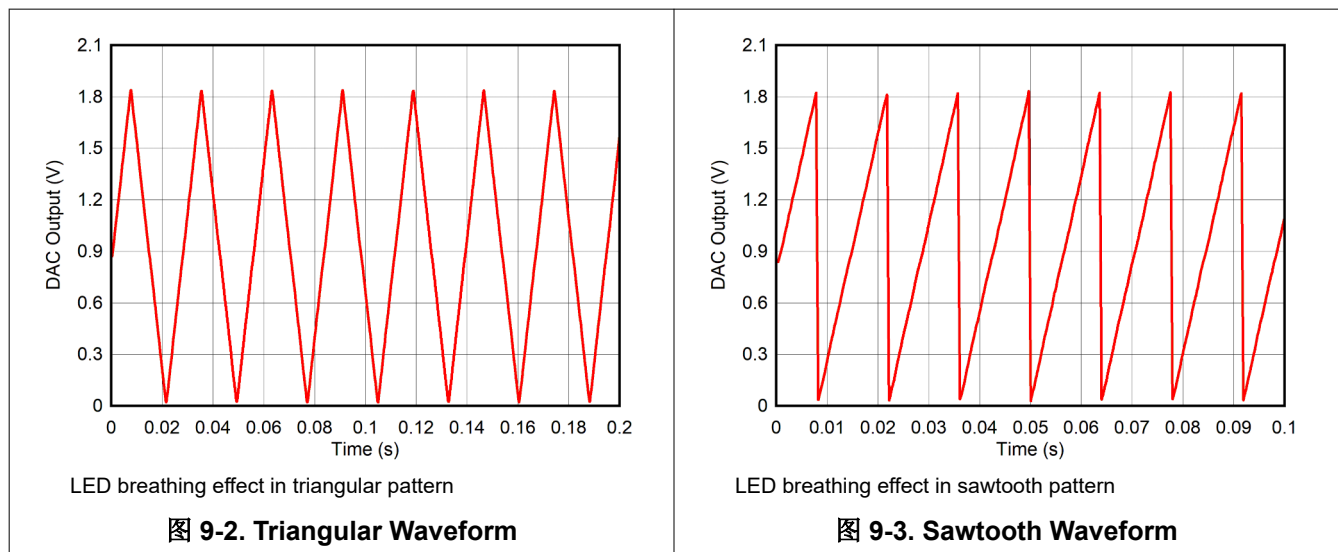 2.1
1.8
1.5
1.2
0.9
0.6
0.3
0
DAC Output (V)
0 0.02 0.04 0.06 0.08 0.1 0.12 0.14 0.16 0.18 0.2
Time (s)
LED breathing effect in triangular pattern
图 9-2. Triangular Waveform
2.1
1.8
1.5
1.2
0.9
0.6
0.3
0
DAC Output (V)
0 0.01 0.02 0.03 0.04 0.05 0.06 0.07 0.08 0.09 0.1
Time (s)
LED breathing effect in sawtooth pattern
图 9-3. Sawtooth Waveform